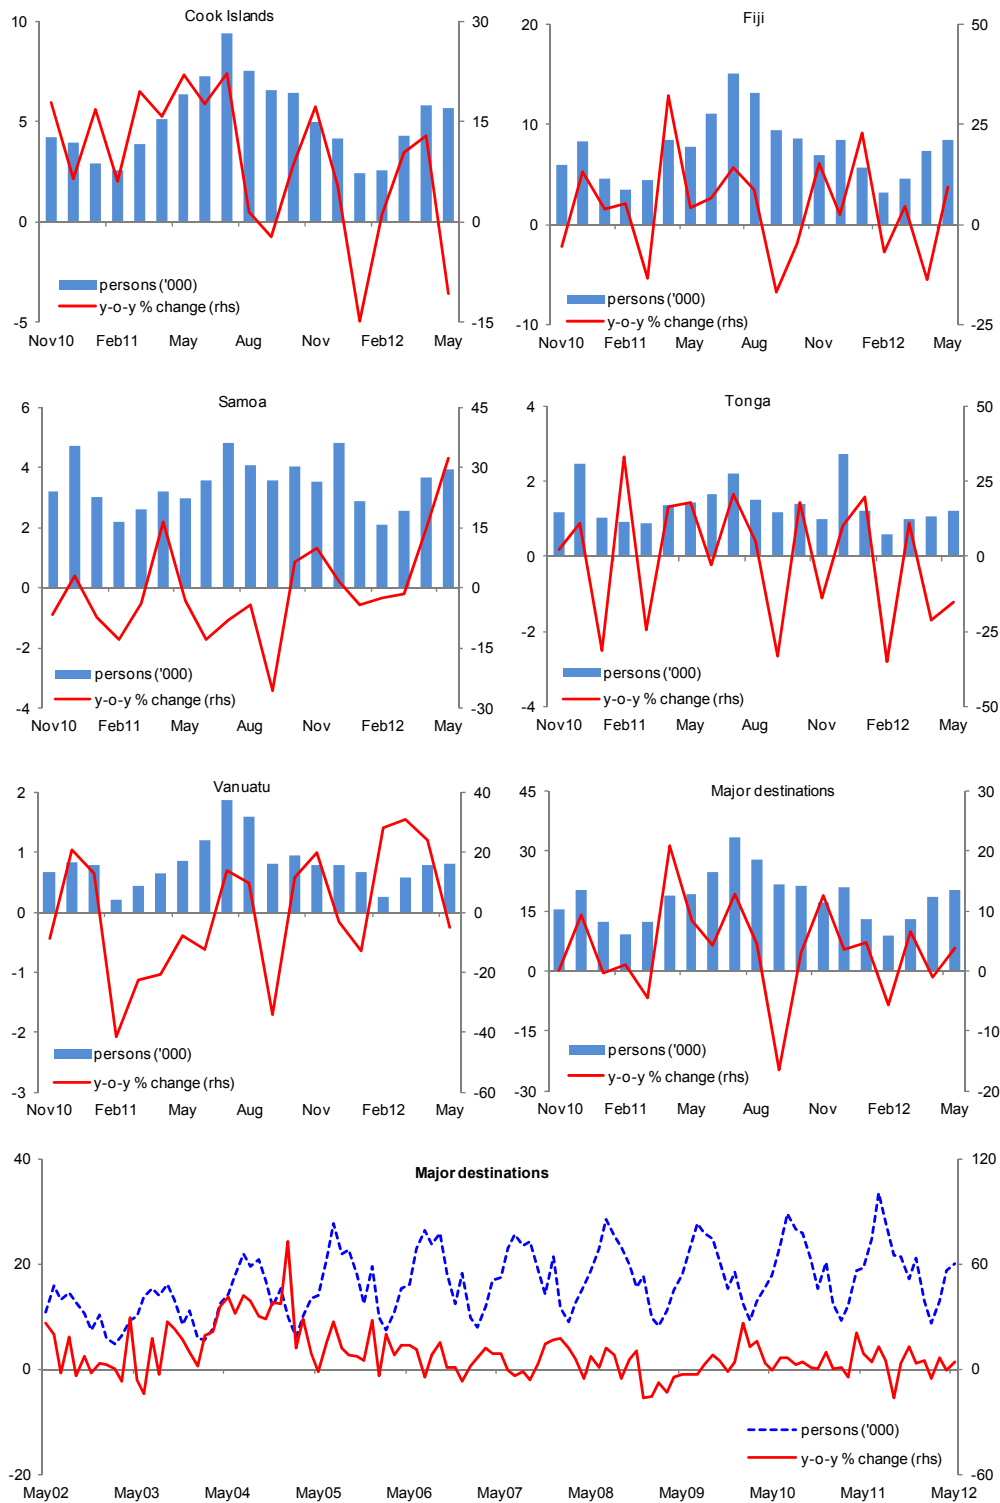 Cook Islands
10
5
0
-5
30
15
0
-15
persons ('000)
y-o-y % change (rhs)
Nov10 Feb11 May Aug Nov Feb12 May
Fiji
20
10
0
-10
50
25
0
-25
persons ('000)
y-o-y % change (rhs)
Nov10 Feb11 May Aug Nov Feb12 May
Samoa
6
4
2
0
-2
-4
45
30
15
0
-15
-30
persons ('000)
y-o-y % change (rhs)
Nov10 Feb11 May Aug Nov Feb12 May
Tonga
4
2
0
-2
-4
50
25
0
-25
-50
persons ('000)
y-o-y % change (rhs)
Nov10 Feb11 May Aug Nov Feb12 May
Vanuatu
2
1
0
-1
-2
-3
40
20
0
-20
-40
-60
persons ('000)
y-o-y % change (rhs)
Nov10 Feb11 May Aug Nov Feb12 May
Major destinations
45
30
15
0
-15
-30
30
20
10
0
-10
-20
persons ('000)
y-o-y % change (rhs)
Nov10 Feb11 May Aug Nov Feb12 May
Major destinations
40
20
0
-20
120
60
0
-60
persons ('000)
y-o-y % change (rhs)
May02 May03 May04 May05 May06 May07 May08 May09 May10 May11 May12